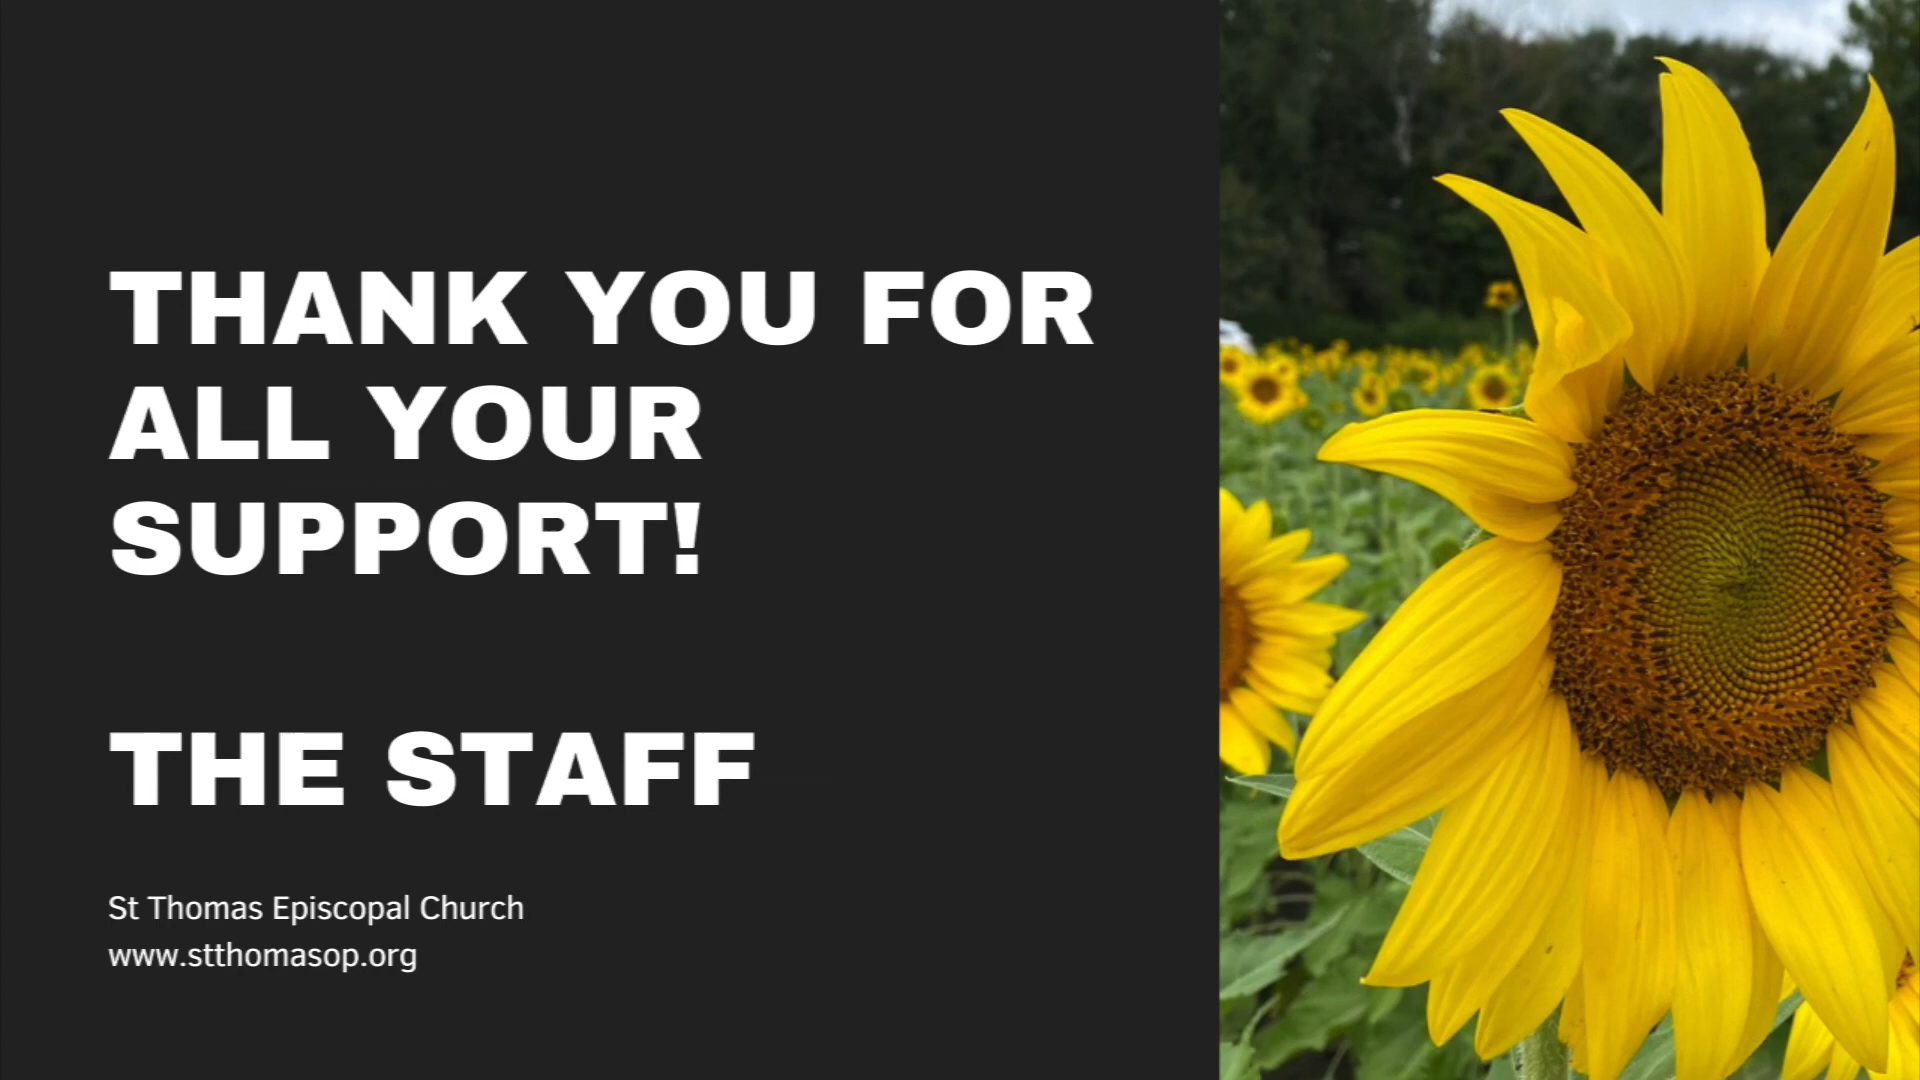 THANK YOU FOR
ALL YOUR
SUPPORT!
THE STAFF
St Thomas Episcopal Church
www.stthomasop.org